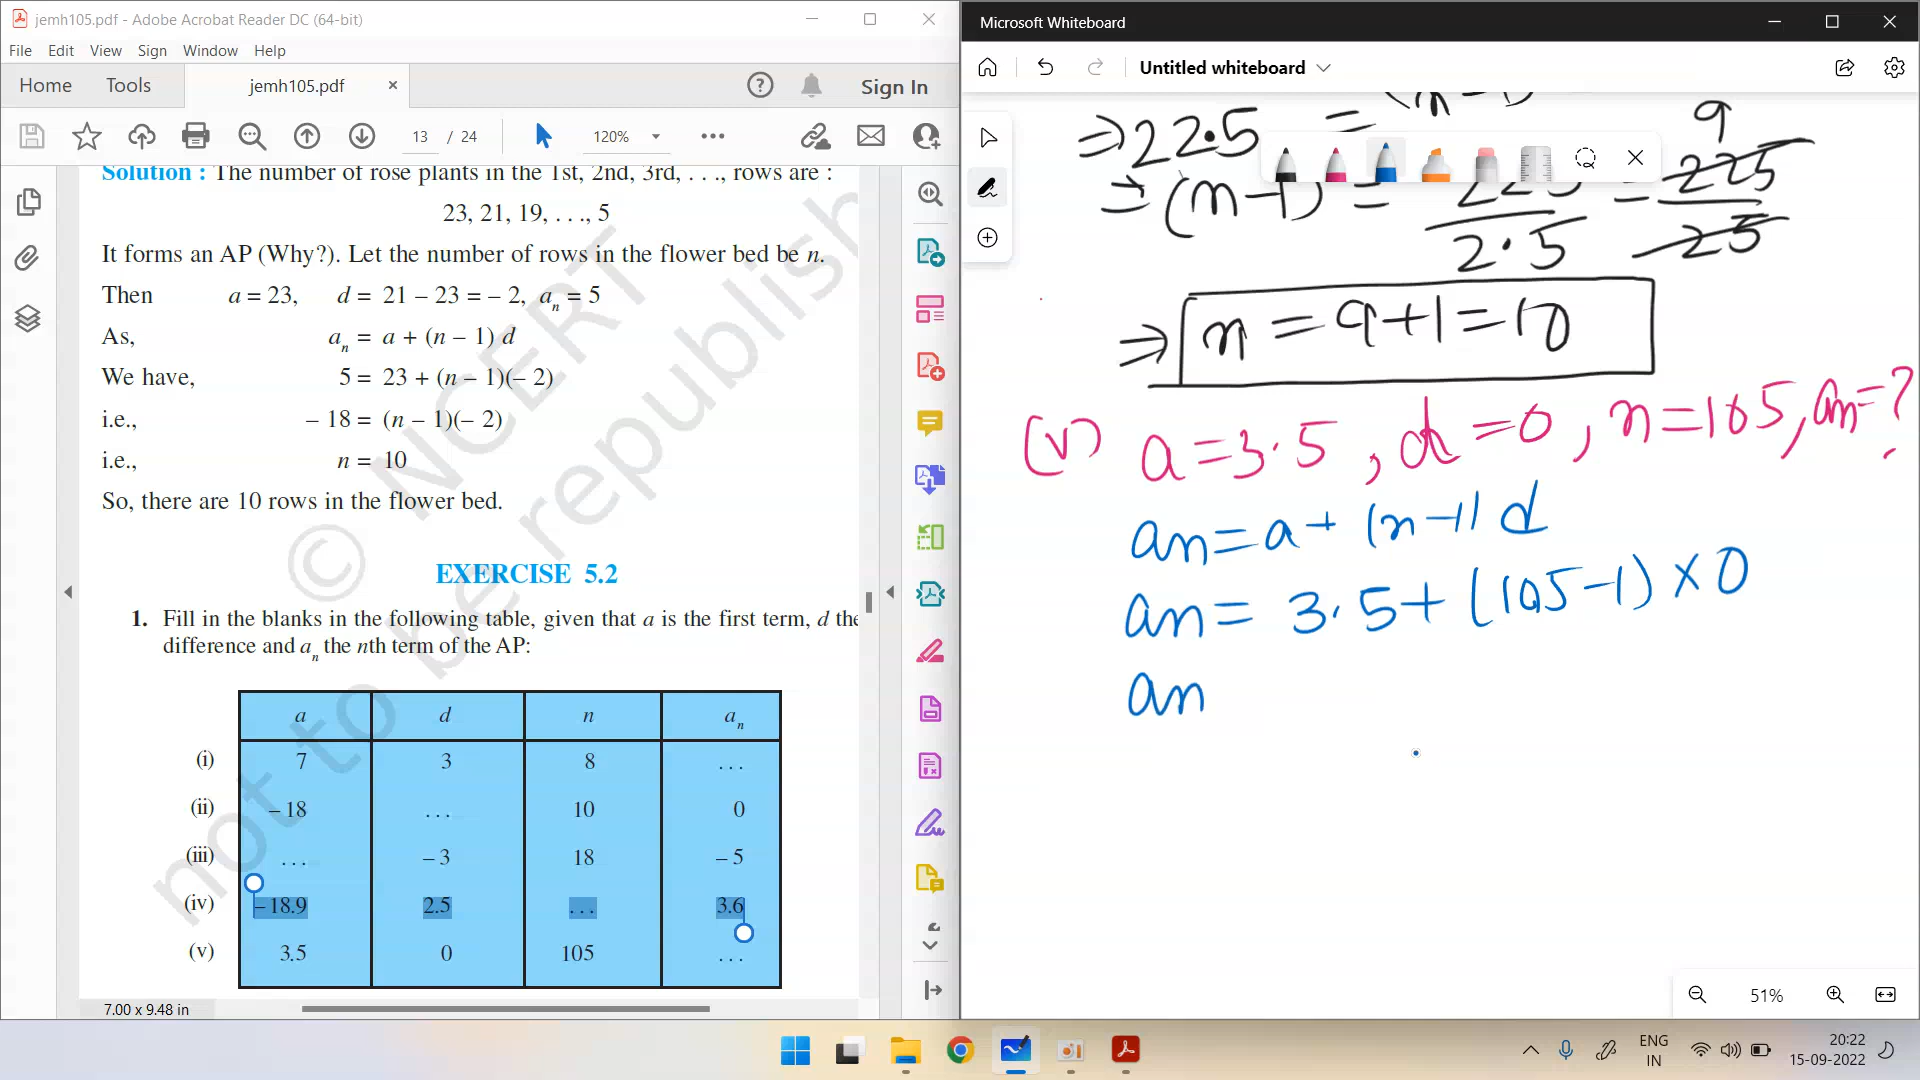 jemh105.pdf - Adobe Acrobat Reader DC (64-bit)
File Edit View Sign Window Help
Home Tools jemh105.pdf × Sign In
13 / 24 120%
Solution : The number of rose plants in the 1st, 2nd, 3rd, . . ., rows are :
23, 21, 19, . . ., 5
It forms an AP (Why?). Let the number of rows in the flower bed be n.
Then a = 23, d = 21 – 23 = – 2, an = 5
As, an = a + (n – 1) d
We have, 5 = 23 + (n – 1)(– 2)
i.e., – 18 = (n – 1)(– 2)
i.e., n = 10
So, there are 10 rows in the flower bed.
© NCERT
not to be republish
EXERCISE 5.2
1. Fill in the blanks in the following table, given that a is the first term, d the
difference and an the nth term of the AP:
a d n an
(i) 7 3 8 . . .
(ii) – 18 . . . 10 0
(iii) . . . – 3 18 – 5
(iv) – 18.9 2.5 . . . 3.6
(v) 3.5 0 105 . . .
7.00 x 9.48 in
Microsoft Whiteboard
Untitled whiteboard
9
⇒ 22.5 =
⇒ (n-1) = 225/2.5 = 225/25
⇒ n = 9+1=10
(v) a=3.5, d=0, n=105, an=?
an=a+(n-1)d
an= 3.5+(105-1)×0
an
51%
ENG
IN
20:22
15-09-2022